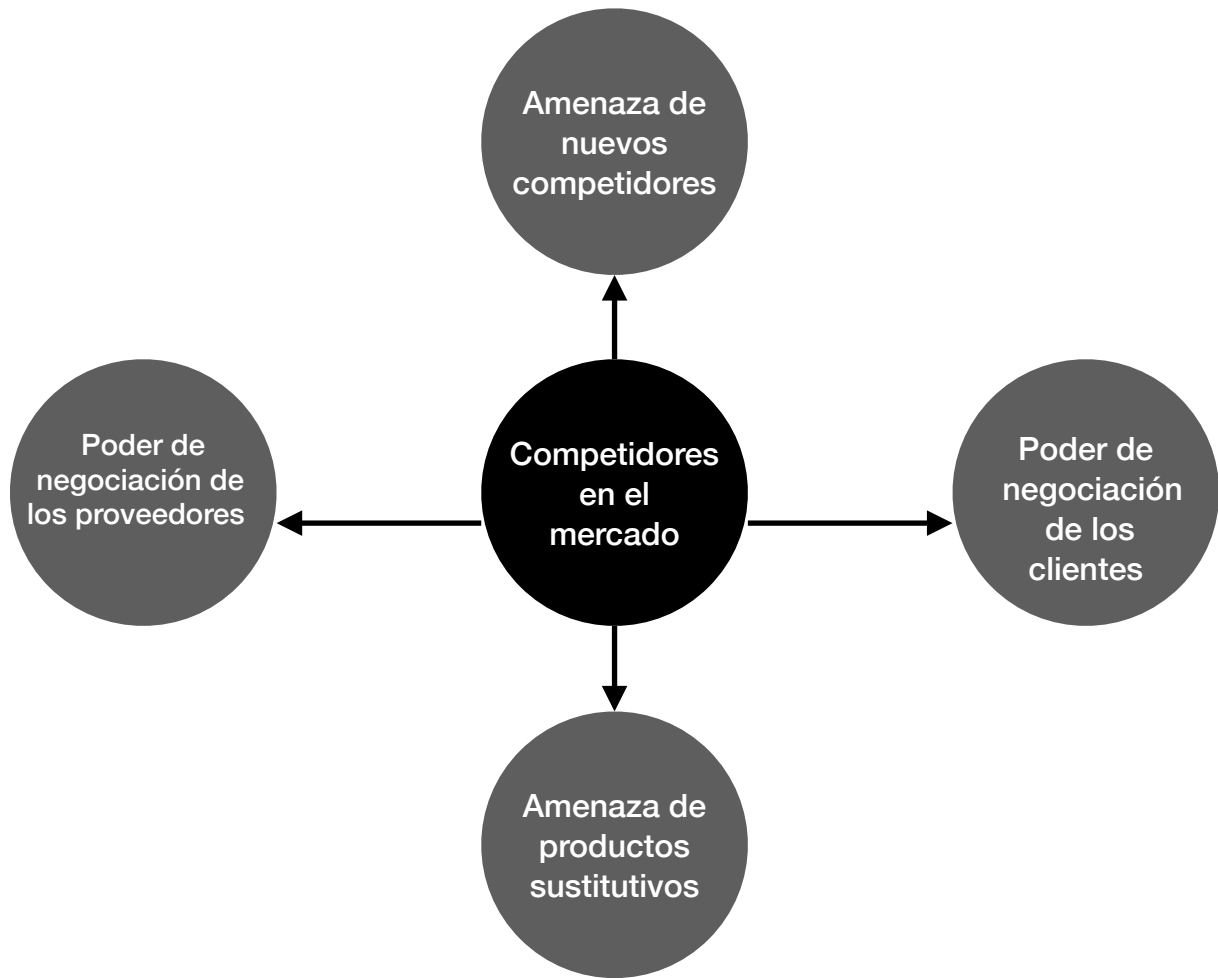 Amenaza de
nuevos
competidores
Poder de
negociación de
los proveedores
Competidores
en el
mercado
Poder de
negociación
de los
clientes
Amenaza de
productos
sustitutivos